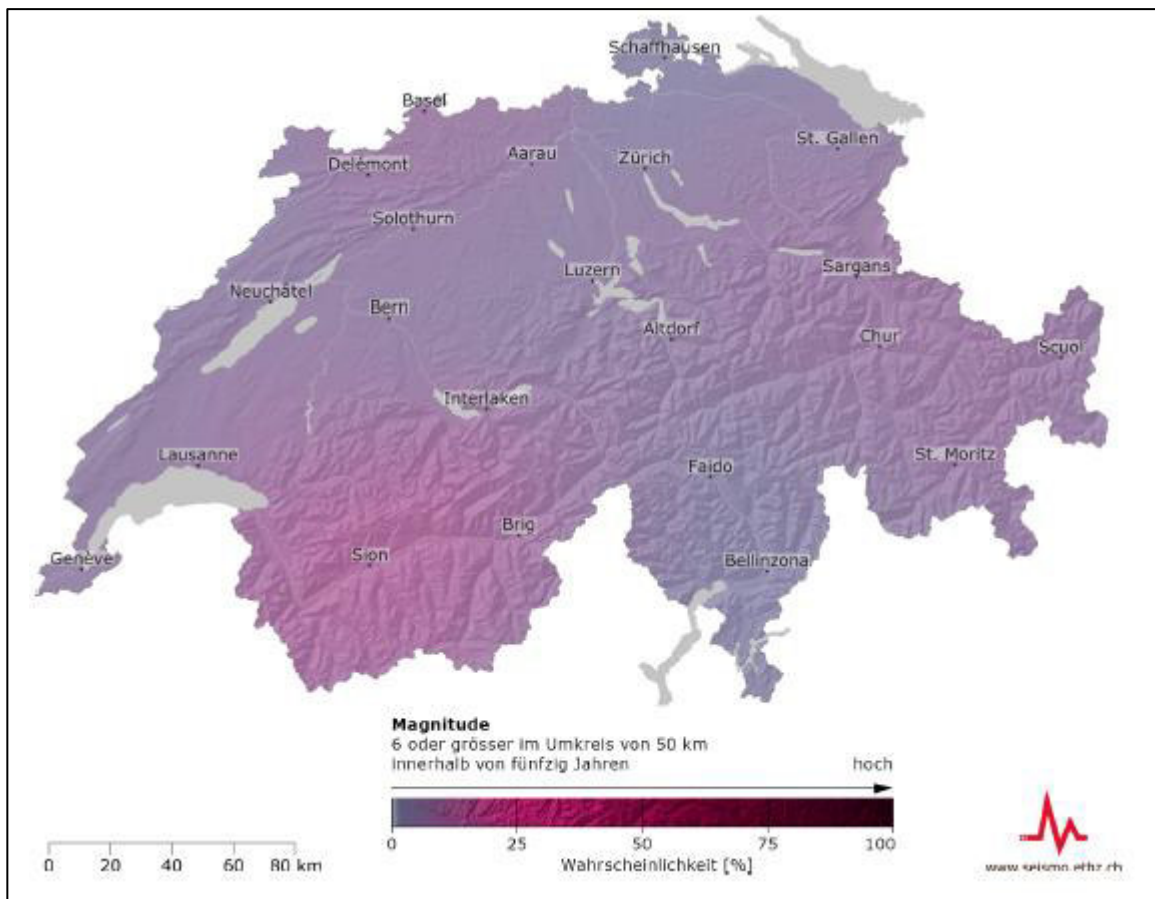 Schaffhausen
Basel
St. Gallen
Aarau
Zürich
Delémont
Solothurn
Luzern
Sargans
Neuchâtel
Bern
Altdorf
Chur
Scuol
Interlaken
Lausanne
Faido
St. Moritz
Brig
Sion
Genève
Bellinzona
Magnitude
6 oder grösser im Umkreis von 50 km
innerhalb von fünfzig Jahren
hoch
0 25 50 75 100
Wahrscheinlichkeit [%]
0 20 40 60 80 km
www.seismo.ethz.ch